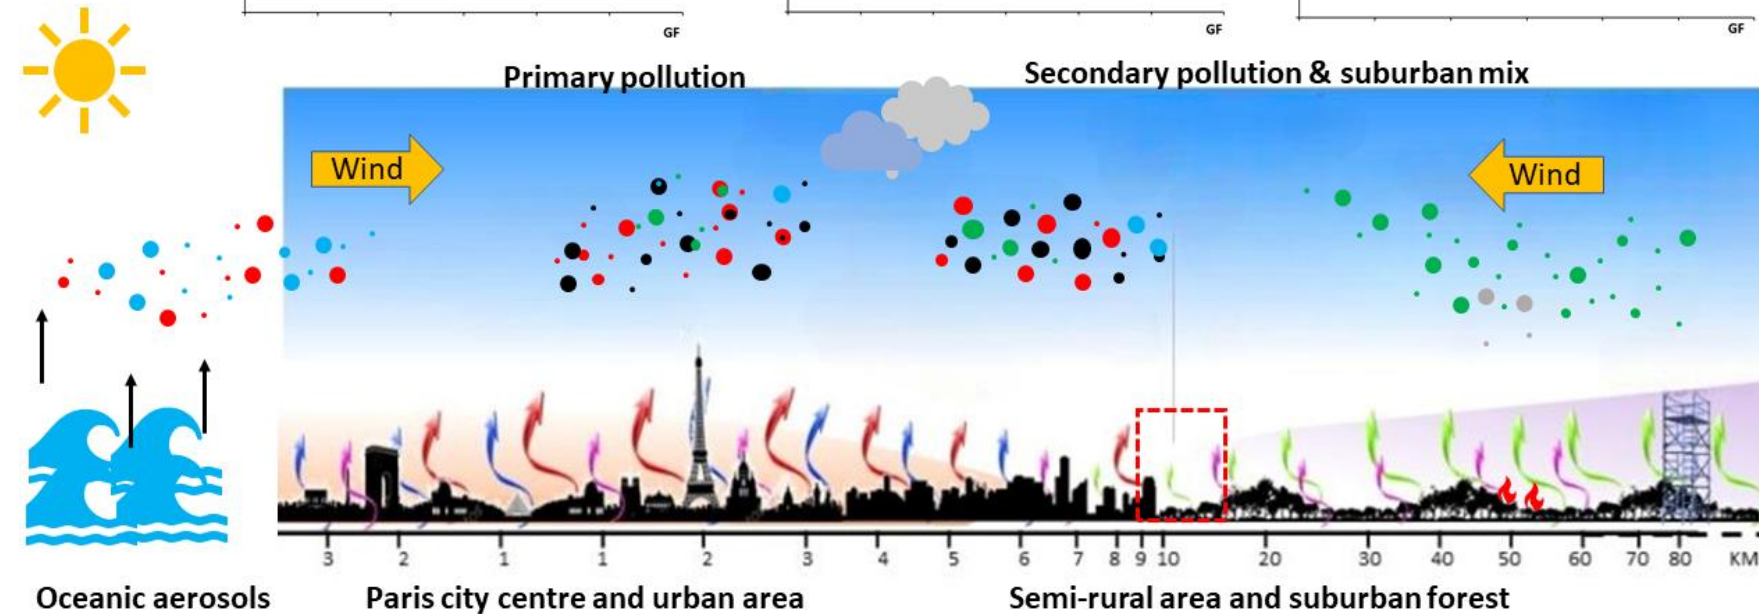 GF GF GF
Primary pollution Secondary pollution & suburban mix
Wind Wind
3 2 1 1 2 3 4 5 6 7 8 9 10 20 30 40 50 60 70 80 KM
Oceanic aerosols Paris city centre and urban area Semi-rural area and suburban forest